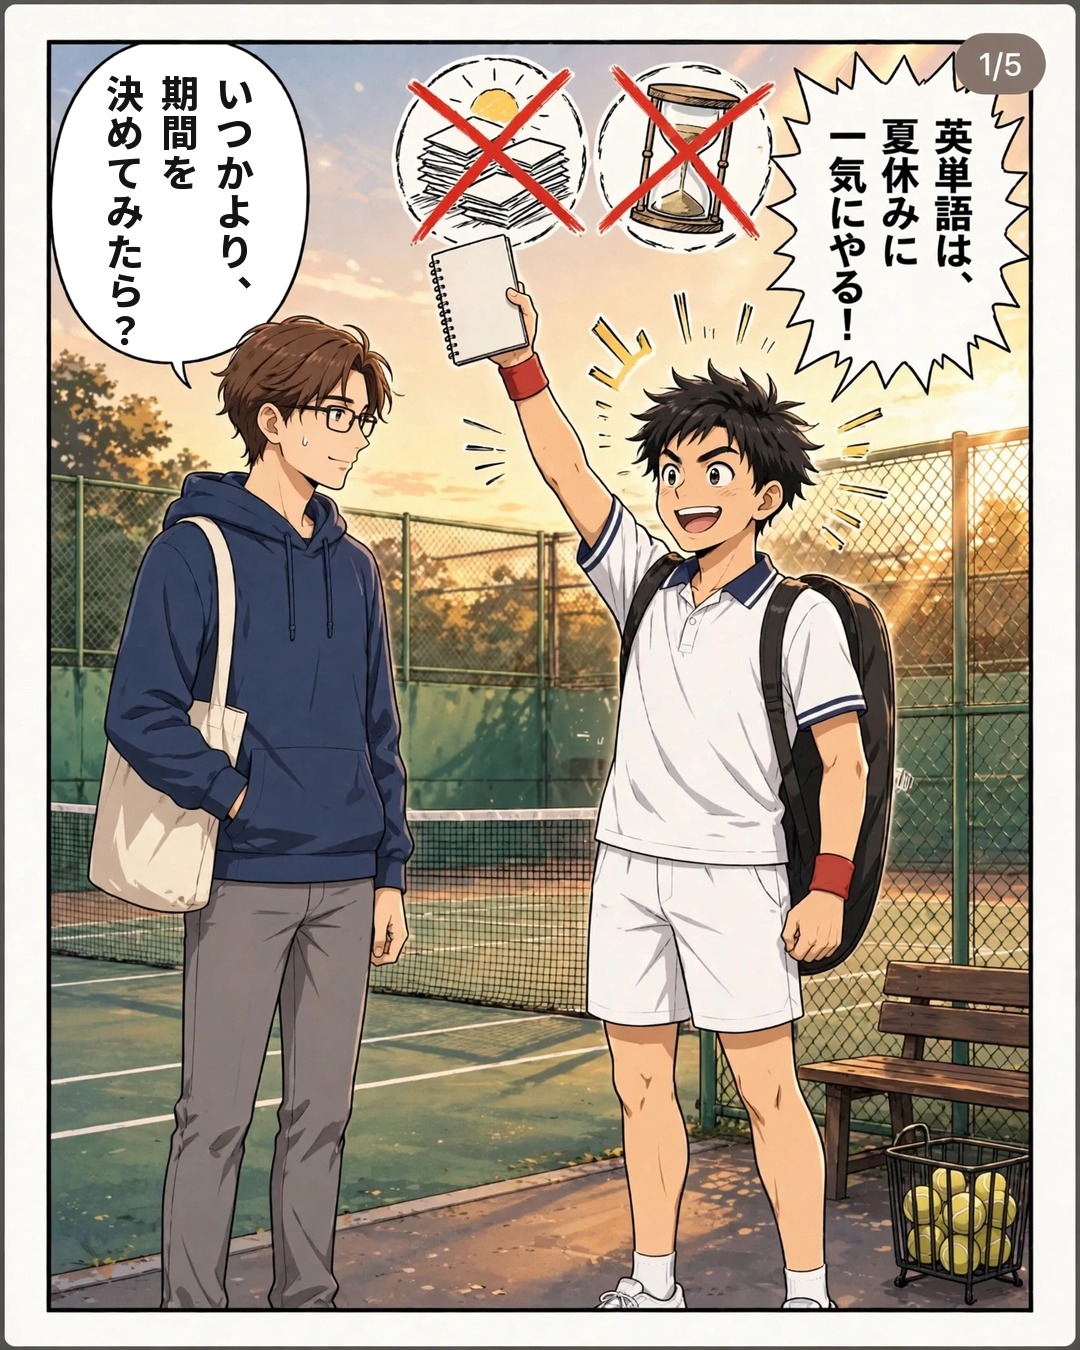 英単語は、
夏休みに
一気にやる！
いつかより、
期間を
決めてみたら？
1/5